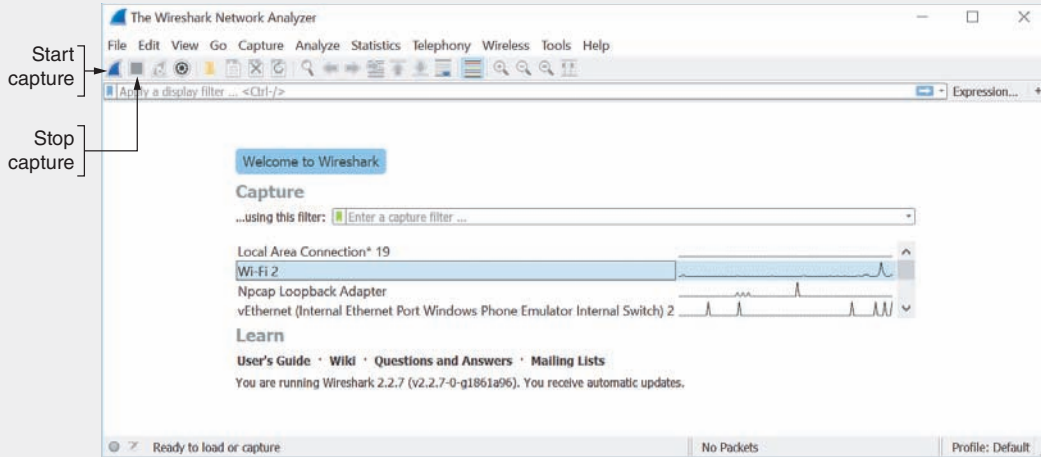 The Wireshark Network Analyzer
File Edit View Go Capture Analyze Statistics Telephony Wireless Tools Help
Start
capture
Apply a display filter ... <Ctrl-/>
Expression...
+
Stop
capture
Welcome to Wireshark
Capture
...using this filter:
Enter a capture filter ...
Local Area Connection* 19
Wi-Fi 2
Npcap Loopback Adapter
vEthernet (Internal Ethernet Port Windows Phone Emulator Internal Switch) 2
Learn
User's Guide · Wiki · Questions and Answers · Mailing Lists
You are running Wireshark 2.2.7 (v2.2.7-0-g1861a96). You receive automatic updates.
Ready to load or capture
No Packets
Profile: Default